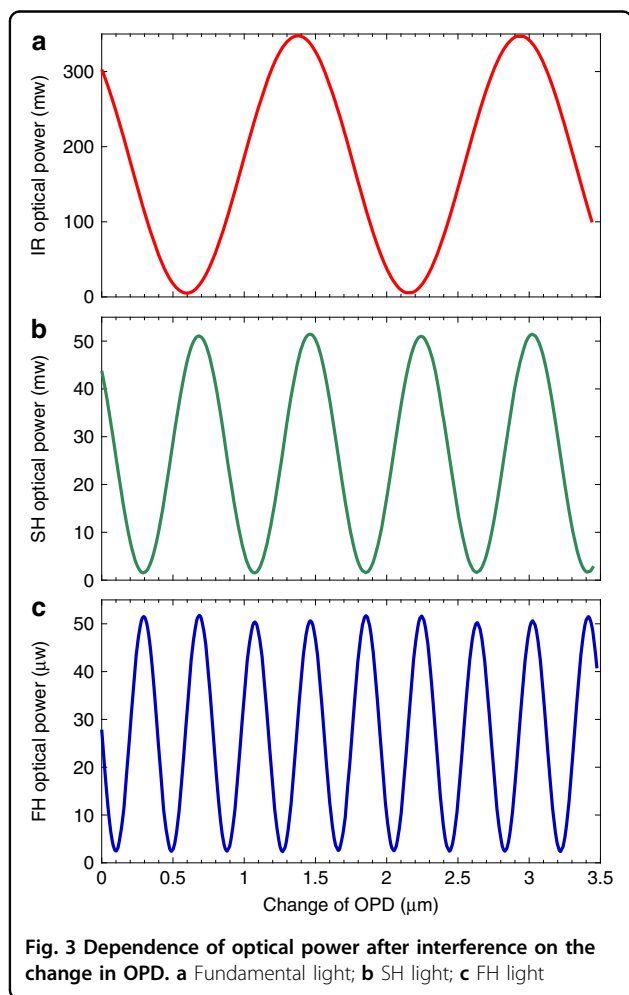 a
300
200
100
0
IR optical power (mw)
b
50
40
30
20
10
0
SH optical power (mw)
c
50
40
30
20
10
0
FH optical power (μw)
0 0.5 1 1.5 2 2.5 3 3.5
Change of OPD (μm)
Fig. 3 Dependence of optical power after interference on the
change in OPD. a Fundamental light; b SH light; c FH light